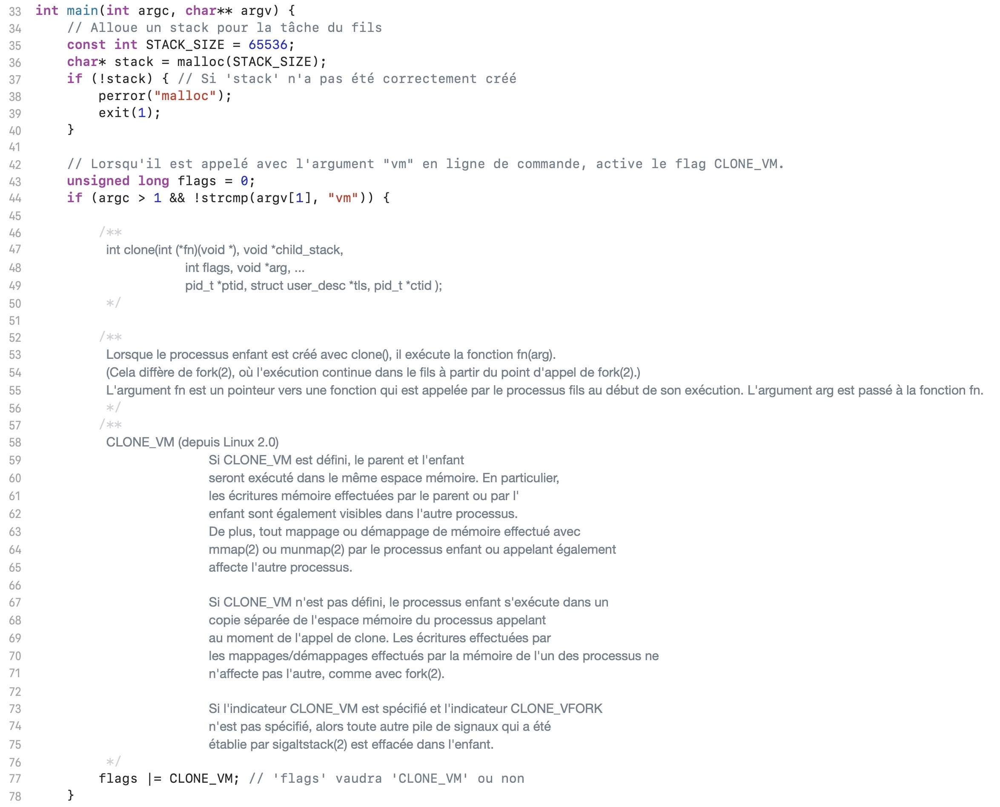 33 int main(int argc, char** argv) {
34 // Alloue un stack pour la tâche du fils
35 const int STACK_SIZE = 65536;
36 char* stack = malloc(STACK_SIZE);
37 if (!stack) { // Si 'stack' n'a pas été correctement créé
38 perror("malloc");
39 exit(1);
40 }
41
42 // Lorsqu'il est appelé avec l'argument "vm" en ligne de commande, active le flag CLONE_VM.
43 unsigned long flags = 0;
44 if (argc > 1 && !strcmp(argv[1], "vm")) {
45
46 /**
47 int clone(int (*fn)(void *), void *child_stack,
48 int flags, void *arg, ...
49 pid_t *ptid, struct user_desc *tls, pid_t *ctid );
50 */
51
52 /**
53 Lorsque le processus enfant est créé avec clone(), il exécute la fonction fn(arg).
54 (Cela diffère de fork(2), où l'exécution continue dans le fils à partir du point d'appel de fork(2).)
55 L'argument fn est un pointeur vers une fonction qui est appelée par le processus fils au début de son exécution. L'argument arg est passé à la fonction fn.
56 */
57 /**
58 CLONE_VM (depuis Linux 2.0)
59 Si CLONE_VM est défini, le parent et l'enfant
60 seront exécuté dans le même espace mémoire. En particulier,
61 les écritures mémoire effectuées par le parent ou par l'
62 enfant sont également visibles dans l'autre processus.
63 De plus, tout mappage ou démappage de mémoire effectué avec
64 mmap(2) ou munmap(2) par le processus enfant ou appelant également
65 affecte l'autre processus.
66
67 Si CLONE_VM n'est pas défini, le processus enfant s'exécute dans un
68 copie séparée de l'espace mémoire du processus appelant
69 au moment de l'appel de clone. Les écritures effectuées par
70 les mappages/démappages effectués par la mémoire de l'un des processus ne
71 n'affecte pas l'autre, comme avec fork(2).
72
73 Si l'indicateur CLONE_VM est spécifié et l'indicateur CLONE_VFORK
74 n'est pas spécifié, alors toute autre pile de signaux qui a été
75 établie par sigaltstack(2) est effacée dans l'enfant.
76 */
77 flags |= CLONE_VM; // 'flags' vaudra 'CLONE_VM' ou non
78 }